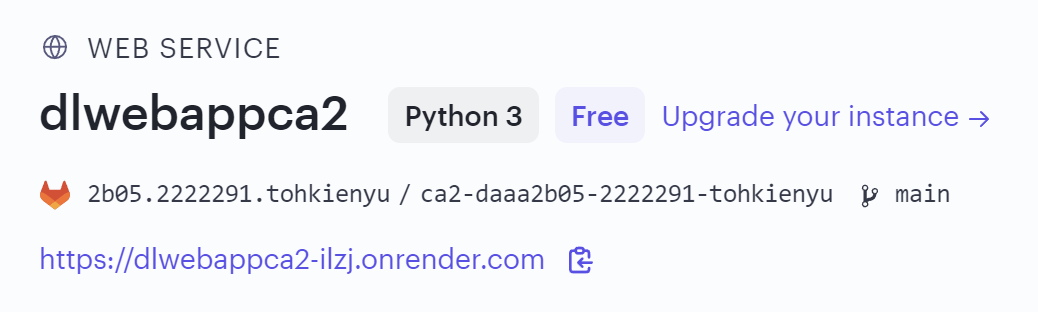 WEB SERVICE
dlwebappca2 Python 3 Free Upgrade your instance →
2b05.2222291.tohkienyu / ca2-daaa2b05-2222291-tohkienyu main
https://dlwebappca2-ilzj.onrender.com